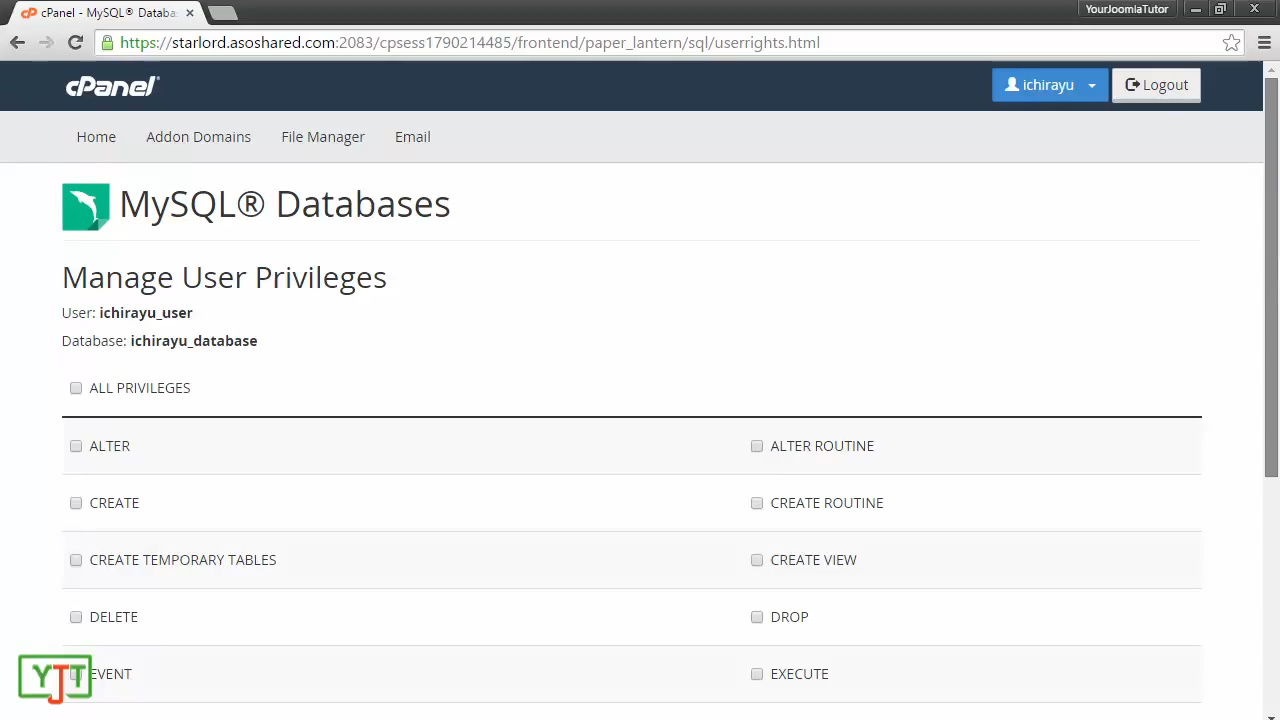 cPanel - MySQL® Databa
YourJoomlaTutor
https://starlord.asoshared.com:2083/cpsess1790214485/frontend/paper_lantern/sql/userrights.html
cPanel®
ichirayu
Logout
Home Addon Domains File Manager Email
MySQL® Databases
Manage User Privileges
User: ichirayu_user
Database: ichirayu_database
ALL PRIVILEGES
ALTER ALTER ROUTINE
CREATE CREATE ROUTINE
CREATE TEMPORARY TABLES CREATE VIEW
DELETE DROP
EVENT EXECUTE
YJT